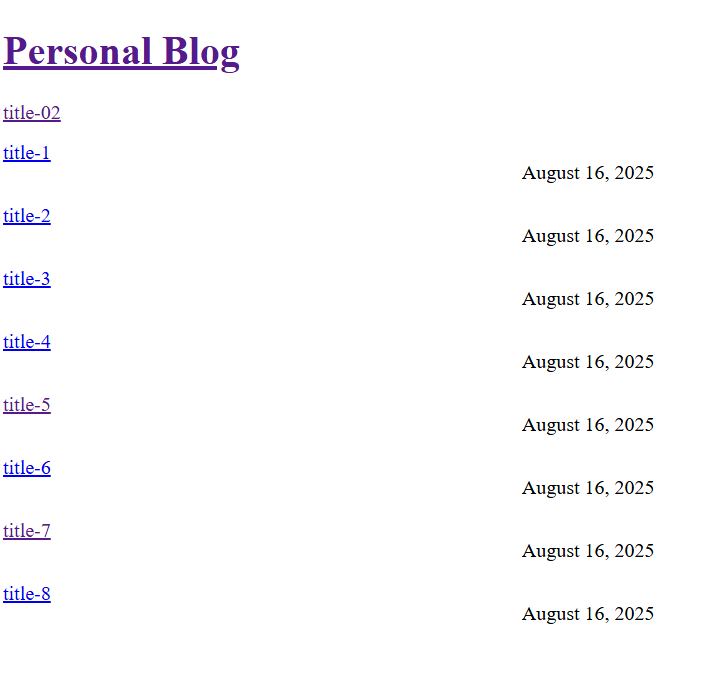 Personal Blog
title-02
title-1
August 16, 2025
title-2
August 16, 2025
title-3
August 16, 2025
title-4
August 16, 2025
title-5
August 16, 2025
title-6
August 16, 2025
title-7
August 16, 2025
title-8
August 16, 2025